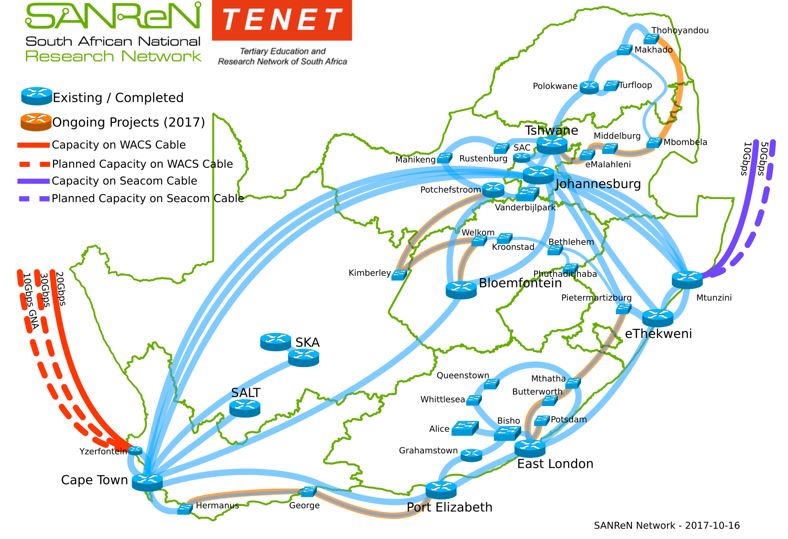 SANReN
South African National
Research Network
TENET
Tertiary Education and
Research Network of South Africa
Existing / Completed
Ongoing Projects (2017)
Capacity on WACS Cable
Planned Capacity on WACS Cable
Capacity on Seacom Cable
Planned Capacity on Seacom Cable
Thohoyandou
Makhado
Polokwane
Turfloop
Tshwane
Middelburg
Mbombela
SAC
Mahikeng
Rustenburg
eMalahleni
Johannesburg
Potchefstroom
Vanderbijlpark
50Gbps
10Gbps
Welkom
Kroonstad
Bethlehem
Kimberley
Phuthaditjhaba
Bloemfontein
Pietermartizburg
Mtunzini
eThekweni
20Gbps
30Gbps
10Gbps GNA
SKA
SALT
Queenstown
Mthatha
Butterworth
Whittlesea
Alice
Bisho
Potsdam
Grahamstown
East London
Yzerfontein
Cape Town
Hermanus
George
Port Elizabeth
SANReN Network - 2017-10-16